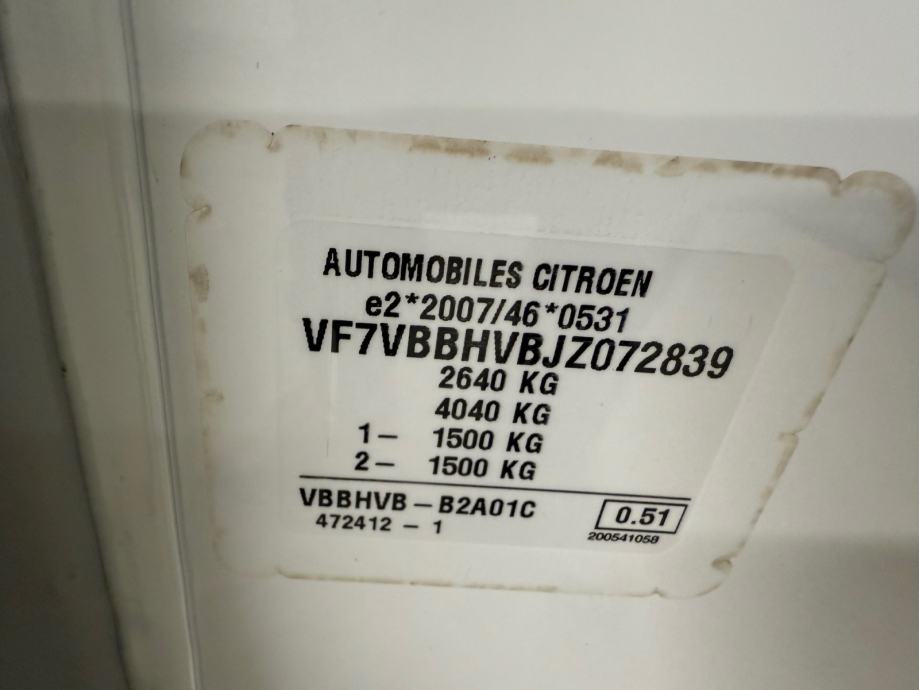 AUTOMOBILES CITROEN
e2*2007/46*0531
VF7VBBHVBJZ072839
2640 KG
4040 KG
1— 1500 KG
2— 1500 KG
VBBHVB — B2A01C
0.51
472412 — 1
200541058